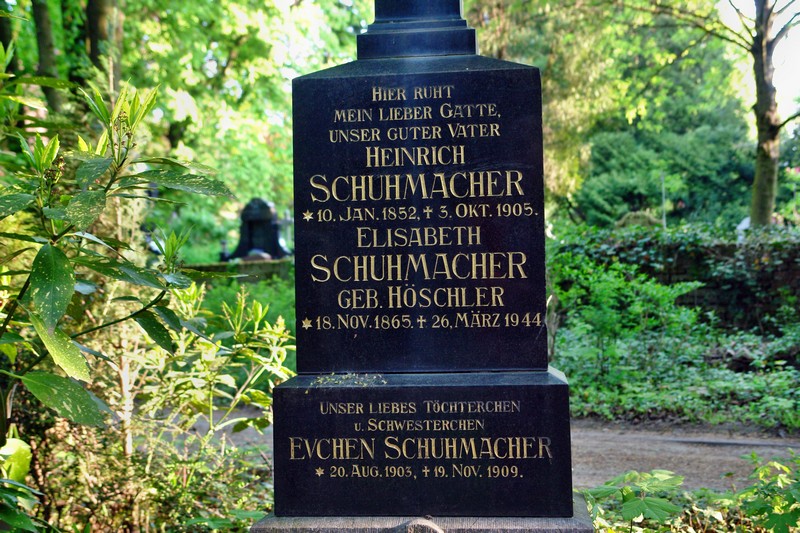 Hier ruht
mein lieber Gatte,
unser guter Vater
Heinrich
Schuhmacher
* 10. Jan. 1852, ✝ 3. Okt. 1905.
Elisabeth
Schuhmacher
geb. Höschler
* 18. Nov. 1865, ✝ 26. März 1944
Unser liebes Töchterchen
u. Schwesterchen
Evchen Schuhmacher
* 20. Aug. 1903, ✝ 19. Nov. 1909.